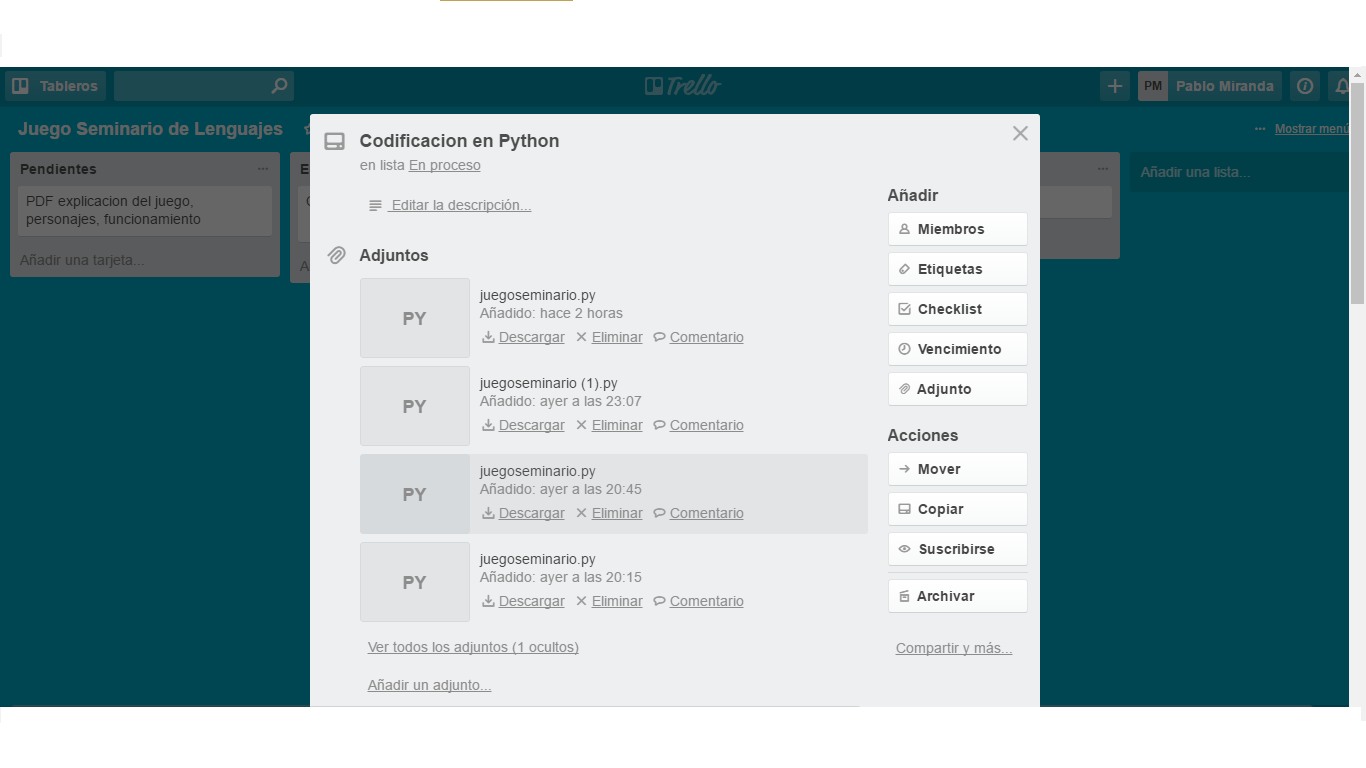 Tableros
Trello
PM Pablo Miranda
Juego Seminario de Lenguajes
... Mostrar menú
Pendientes ...
PDF explicacion del juego,
personajes, funcionamiento
Añadir una tarjeta...
E
A
...
Añadir una lista...
Codificacion en Python
en lista En proceso
Editar la descripción...
Adjuntos
PY
juegoseminario.py
Añadido: hace 2 horas
Descargar Eliminar Comentario
PY
juegoseminario (1).py
Añadido: ayer a las 23:07
Descargar Eliminar Comentario
PY
juegoseminario.py
Añadido: ayer a las 20:45
Descargar Eliminar Comentario
PY
juegoseminario.py
Añadido: ayer a las 20:15
Descargar Eliminar Comentario
Ver todos los adjuntos (1 ocultos)
Añadir un adjunto...
Añadir
Miembros
Etiquetas
Checklist
Vencimiento
Adjunto
Acciones
Mover
Copiar
Suscribirse
Archivar
Compartir y más...